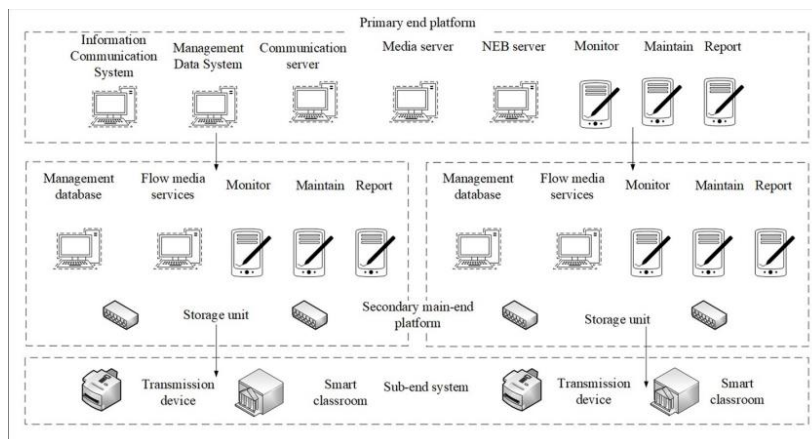 Primary end platform
Information
Communication
System
Management
Data System
Communication
server
Media server
NEB server
Monitor
Maintain
Report
Management
database
Flow media
services
Monitor
Maintain
Report
Management
database
Flow media
services
Monitor
Maintain
Report
Storage unit
Secondary main-end
platform
Storage unit
Transmission
device
Smart
classroom
Sub-end system
Transmission
device
Smart
classroom